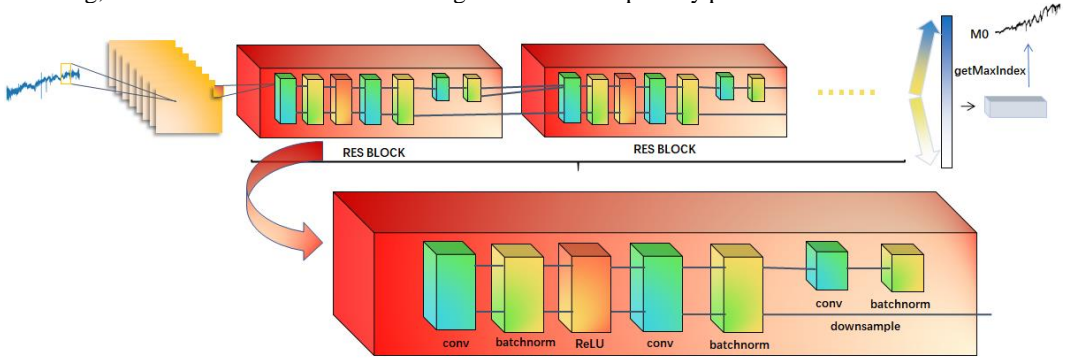 M0
getMaxIndex
RES BLOCK
RES BLOCK
conv
batchnorm
ReLU
conv
batchnorm
conv
batchnorm
downsample